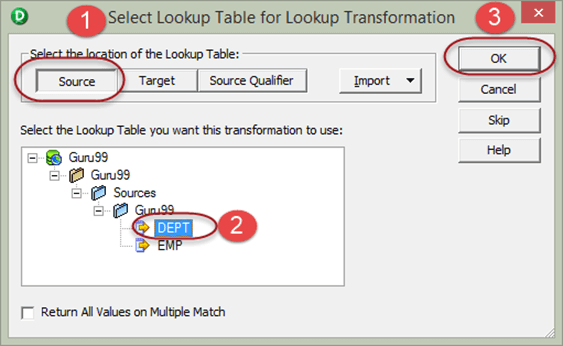 1
3
Select Lookup Table for Lookup Transformation
Select the location of the Lookup Table:
Source
Target
Source Qualifier
Import
OK
Cancel
Skip
Help
Select the Lookup Table you want this transformation to use:
Guru99
Guru99
Sources
Guru99
DEPT
2
EMP
Return All Values on Multiple Match